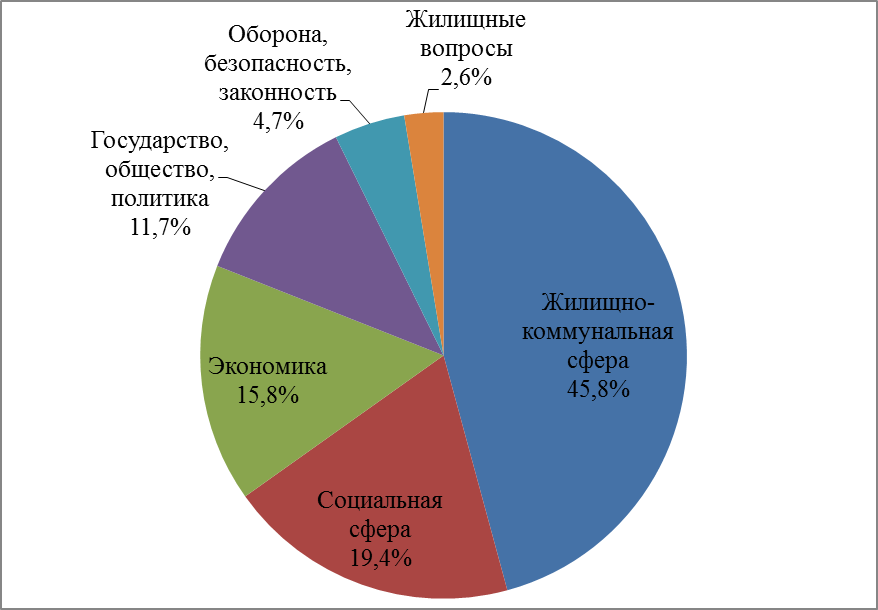 Жилищные
вопросы
2,6%
Оборона,
безопасность,
законность
4,7%
Государство,
общество,
политика
11,7%
Жилищно-
коммунальная
сфера
45,8%
Экономика
15,8%
Социальная
сфера
19,4%